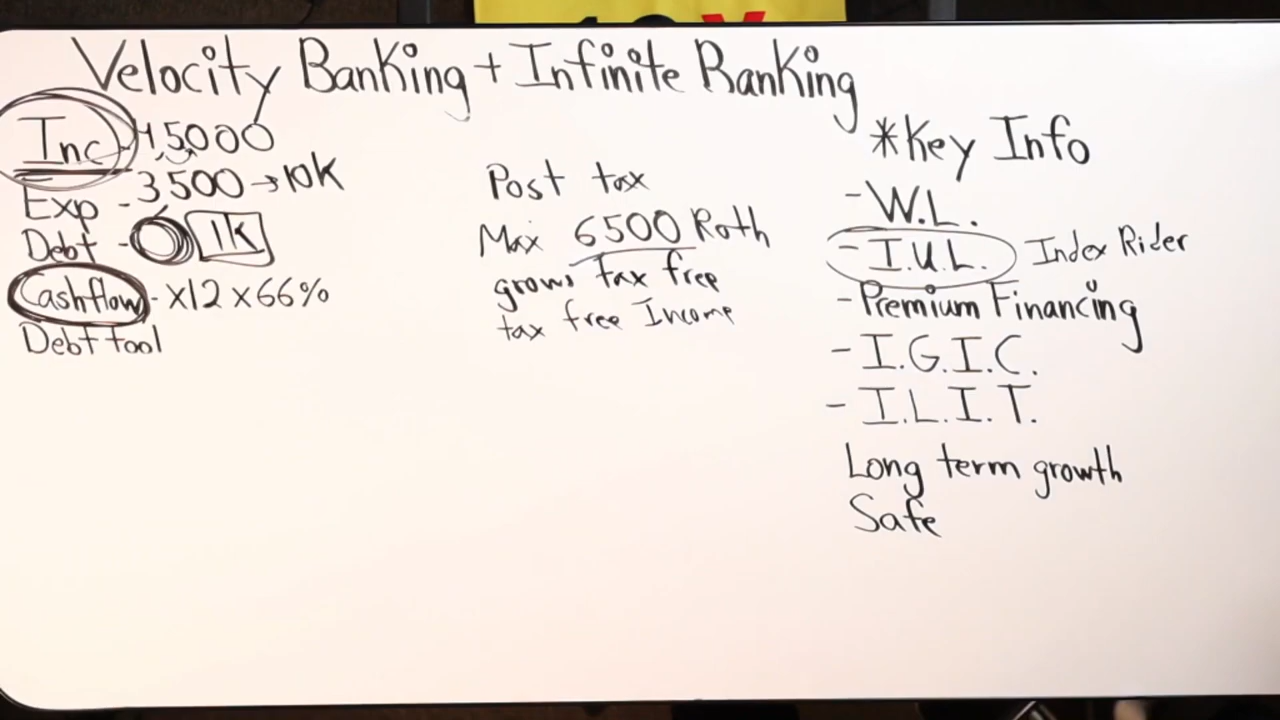 Velocity Banking + Infinite Banking
Inc - 15000
Exp - 3500 → 10K
Debt - 0 1K
Cashflow - x12 x 66%
Debt tool
Post tax
Max 6500 Roth
grows tax free
tax free Income
*Key Info
- W.L.
- I.U.L. Index Rider
- Premium Financing
- I.G.I.C.
- I.L.I.T.
Long term growth
Safe